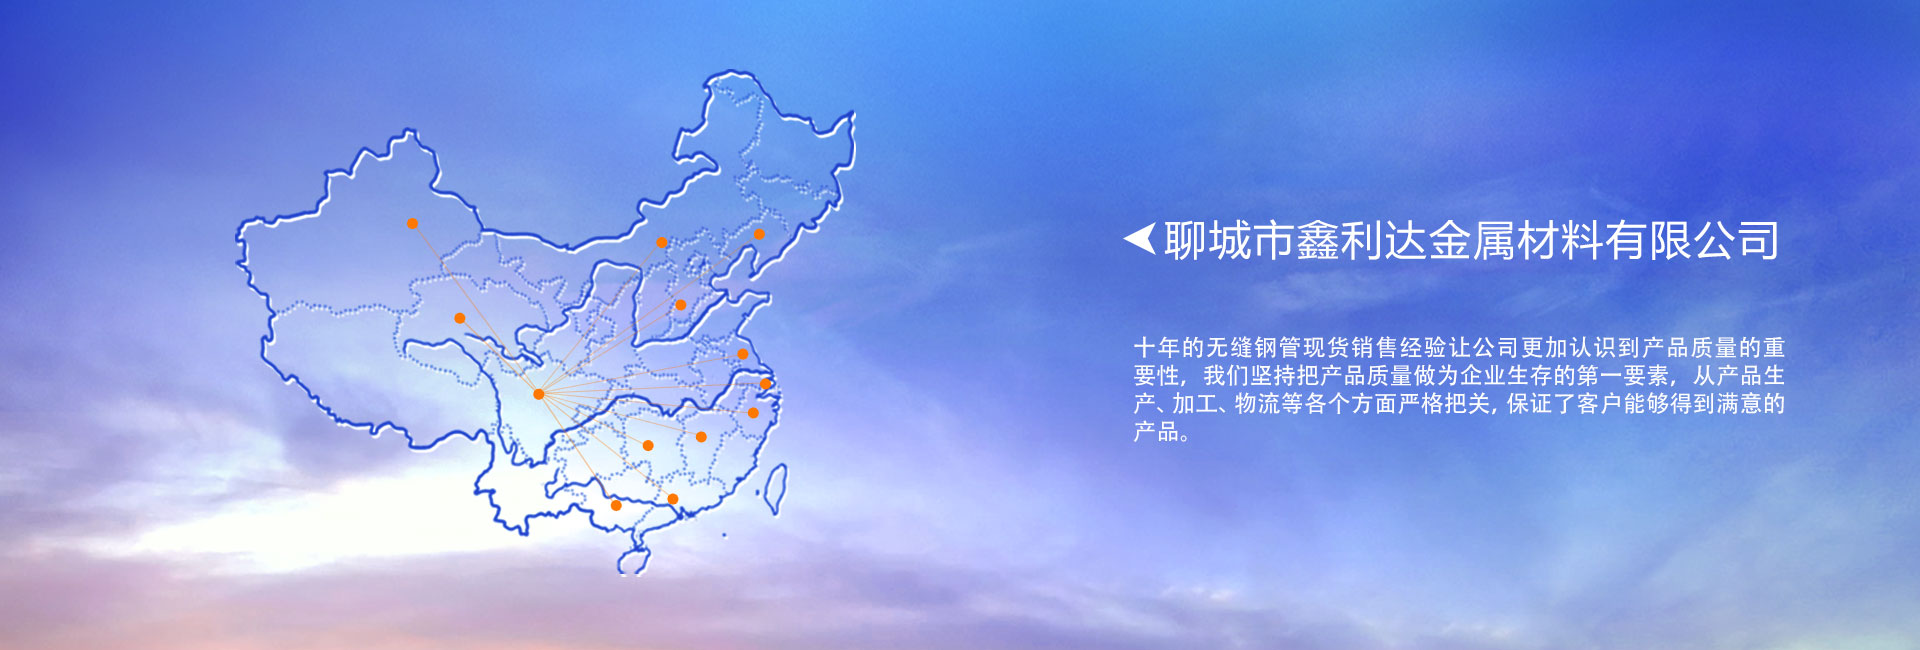 聊城市鑫利达金属材料有限公司
十年的无缝钢管现货销售经验让公司更加认识到产品质量的重
要性，我们坚持把产品质量做为企业生存的第一要素，从产品生
产、加工、物流等各个方面严格把关，保证了客户能够得到满意的
产品。